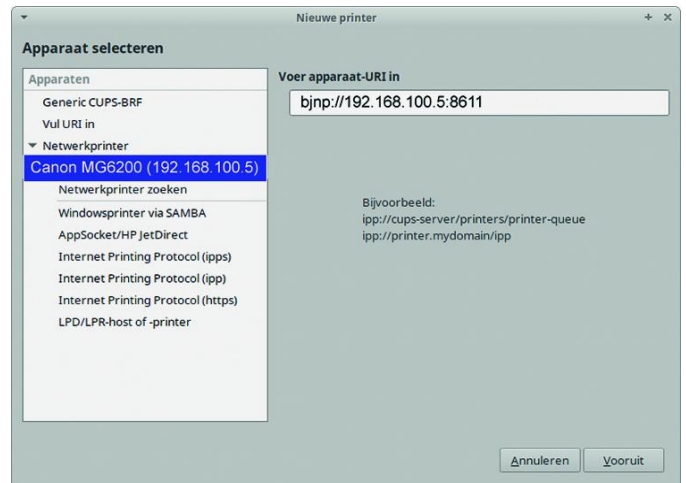 Nieuwe printer
Apparaat selecteren
Apparaten
Generic CUPS-BRF
Vul URI in
Netwerkprinter
Canon MG6200 (192.168.100.5)
Netwerkprinter zoeken
Windowsprinter via SAMBA
AppSocket/HP JetDirect
Internet Printing Protocol (ipps)
Internet Printing Protocol (ipp)
Internet Printing Protocol (https)
LPD/LPR-host of -printer
Voer apparaat-URI in
bjnp://192.168.100.5:8611
Bijvoorbeeld:
ipp://cups-server/printers/printer-queue
ipp://printer.mydomain/ipp
Annuleren
Vooruit